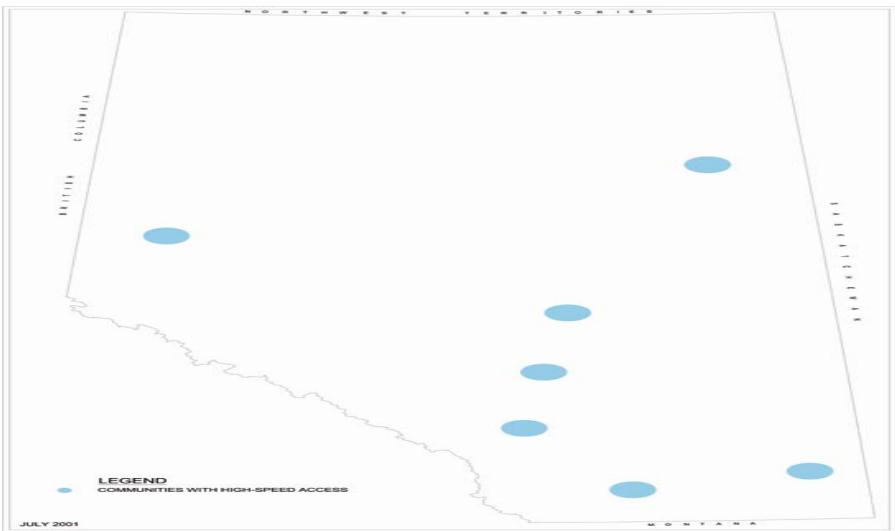 NORTHWEST TERRITORIES
BRITISH COLUMBIA
SASKATCHEWAN
LEGEND
COMMUNITIES WITH HIGH-SPEED ACCESS
JULY 2001
MONTANA